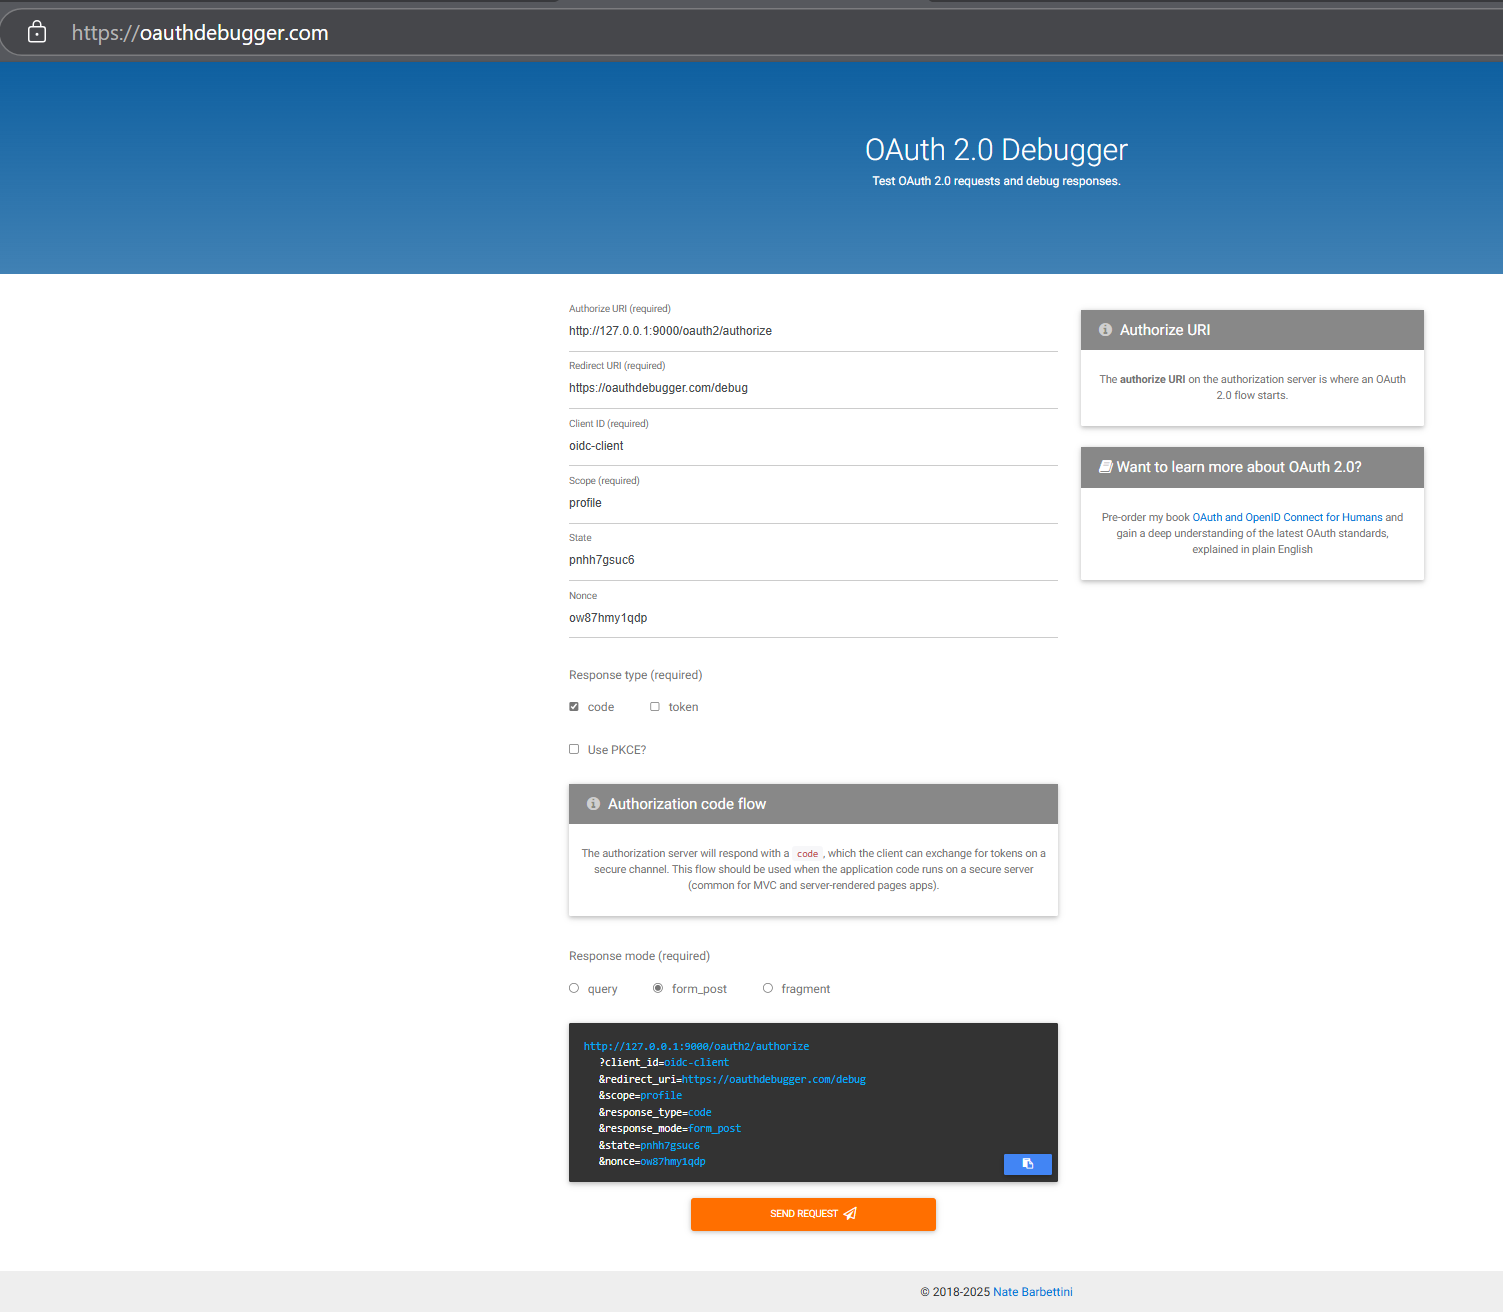 https://oauthdebugger.com
OAuth 2.0 Debugger
Test OAuth 2.0 requests and debug responses.
Authorize URI (required)
http://127.0.0.1:9000/oauth2/authorize
Redirect URI (required)
https://oauthdebugger.com/debug
Client ID (required)
oidc-client
Scope (required)
profile
State
pnhh7gsuc6
Nonce
ow87hmy1qdp
Response type (required)
code
token
Use PKCE?
Authorization code flow
The authorization server will respond with a code, which the client can exchange for tokens on a
secure channel. This flow should be used when the application code runs on a secure server
(common for MVC and server-rendered pages apps).
Response mode (required)
query
form_post
fragment
http://127.0.0.1:9000/oauth2/authorize
?client_id=oidc-client
&redirect_uri=https://oauthdebugger.com/debug
&scope=profile
&response_type=code
&response_mode=form_post
&state=pnhh7gsuc6
&nonce=ow87hmy1qdp
SEND REQUEST
Authorize URI
The authorize URI on the authorization server is where an OAuth
2.0 flow starts.
Want to learn more about OAuth 2.0?
Pre-order my book OAuth and OpenID Connect for Humans and
gain a deep understanding of the latest OAuth standards,
explained in plain English
© 2018-2025 Nate Barbettini